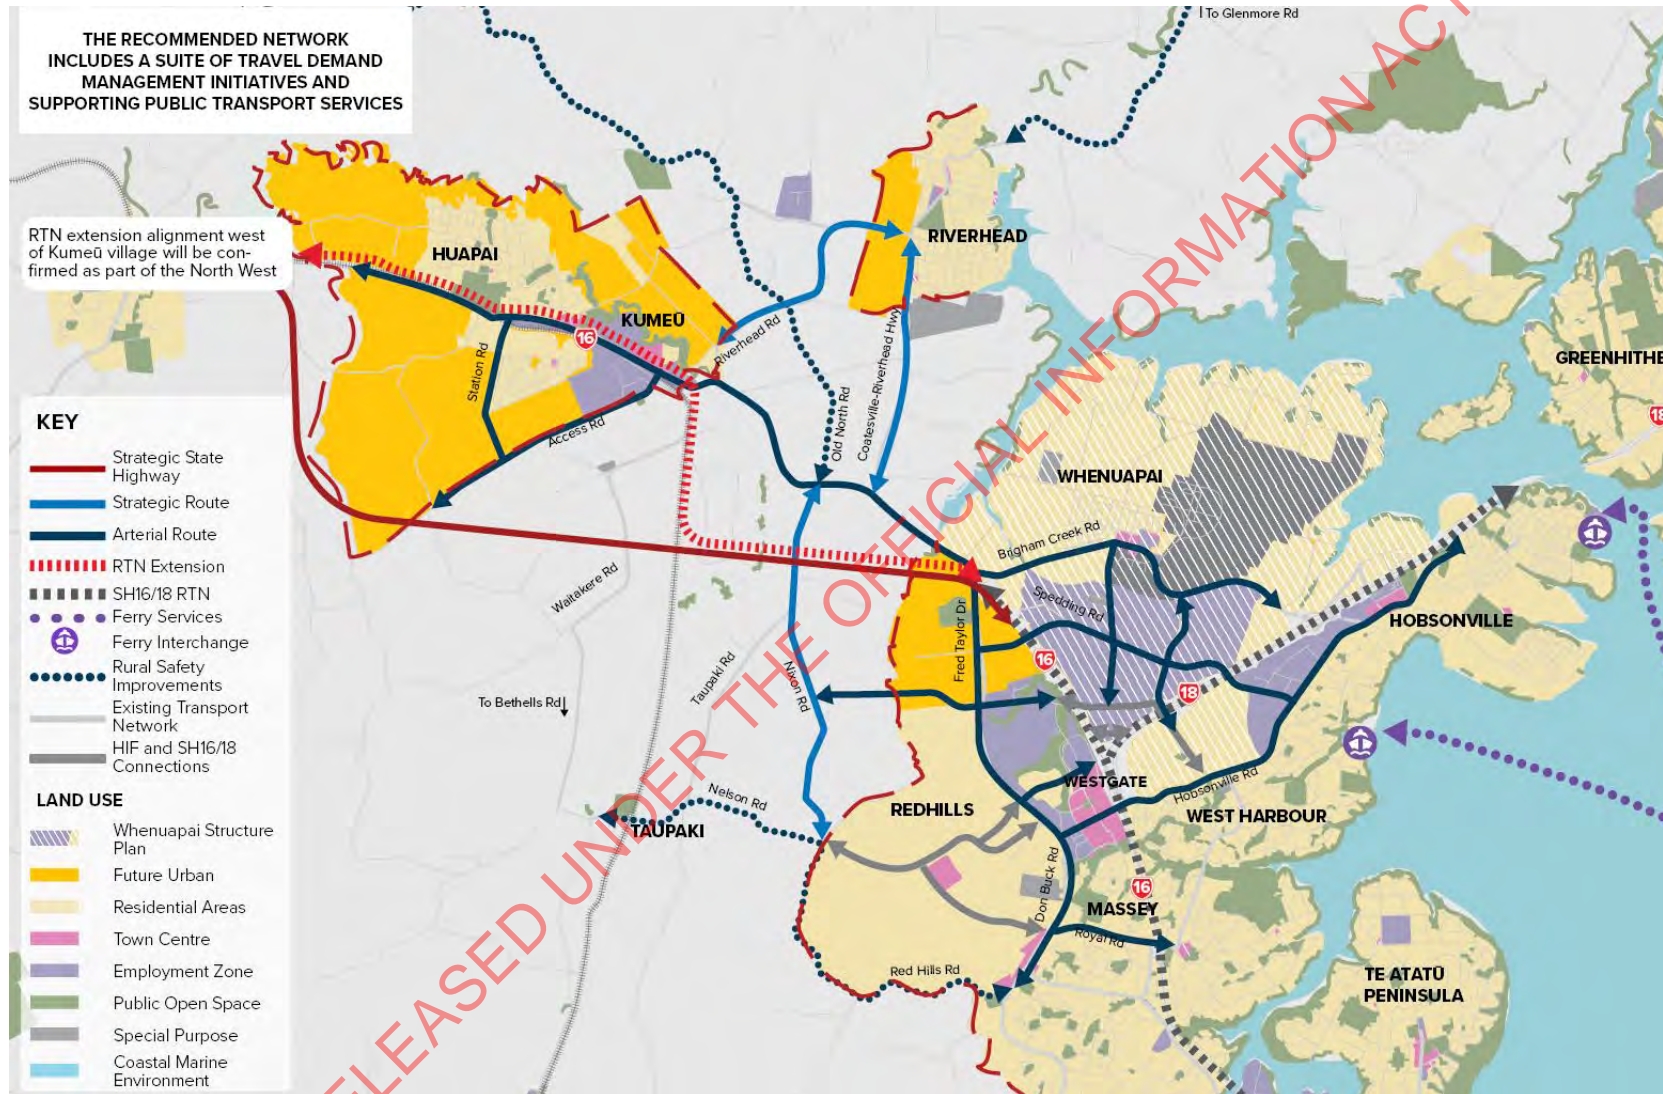 THE RECOMMENDED NETWORK
INCLUDES A SUITE OF TRAVEL DEMAND
MANAGEMENT INITIATIVES AND
SUPPORTING PUBLIC TRANSPORT SERVICES
To Glenmore Rd
RTN extension alignment west
of Kumeū village will be con-
firmed as part of the North West
HUAPAI
KUMEŪ
16
RIVERHEAD
Riverhead Rd
Station Rd
Access Rd
Old North Rd
Coatesville-Riverhead Hwy
GREENHITHE
18
WHENUAPAI
Brigham Creek Rd
Spedding Rd
Fred Taylor Dr
HOBSONVILLE
16
18
Waitakere Rd
Taupaki Rd
Nixon Rd
To Bethells Rd
Nelson Rd
TAUPAKI
REDHILLS
WESTGATE
Hobsonville Rd
WEST HARBOUR
Don Buck Rd
16
MASSEY
Royal Rd
Red Hills Rd
TE ATATŪ
PENINSULA
KEY
Strategic State
Highway
Strategic Route
Arterial Route
RTN Extension
SH16/18 RTN
Ferry Services
Ferry Interchange
Rural Safety
Improvements
Existing Transport
Network
HIF and SH16/18
Connections
LAND USE
Whenuapai Structure
Plan
Future Urban
Residential Areas
Town Centre
Employment Zone
Public Open Space
Special Purpose
Coastal Marine
Environment
RELEASED UNDER THE OFFICIAL INFORMATION ACT